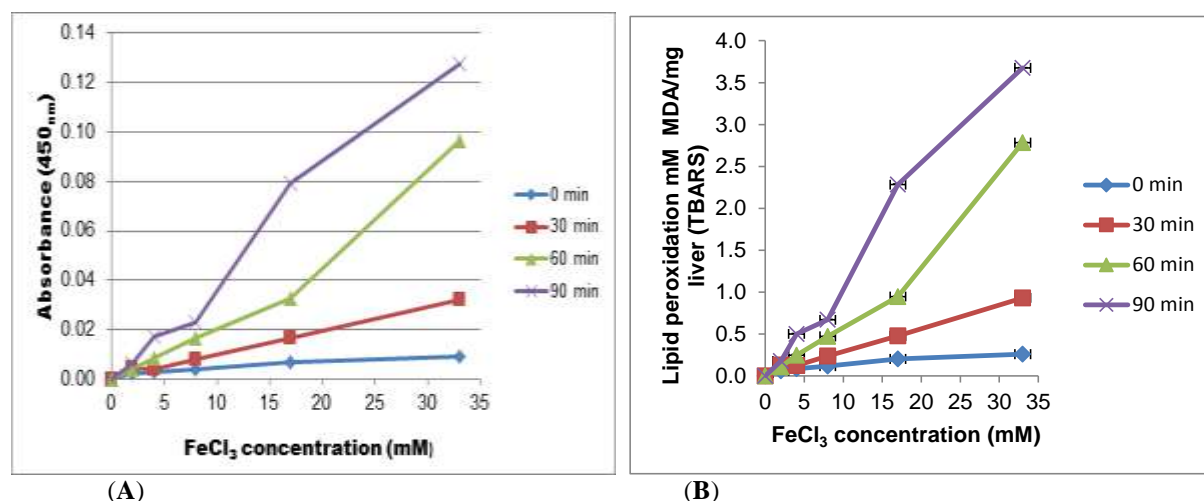 0.14
0.12
0.10
0.08
0.06
0.04
0.02
0.00
Absorbance (450nm)
0 5 10 15 20 25 30 35
FeCl3 concentration (mM)
0 min
30 min
60 min
90 min
(A)
B
4.0
3.5
3.0
2.5
2.0
1.5
1.0
0.5
0.0
Lipid peroxidation mM MDA/mg
liver (TBARS)
0 5 10 15 20 25 30 35
FeCl3 concentration (mM)
0 min
30 min
60 min
90 min
(B)